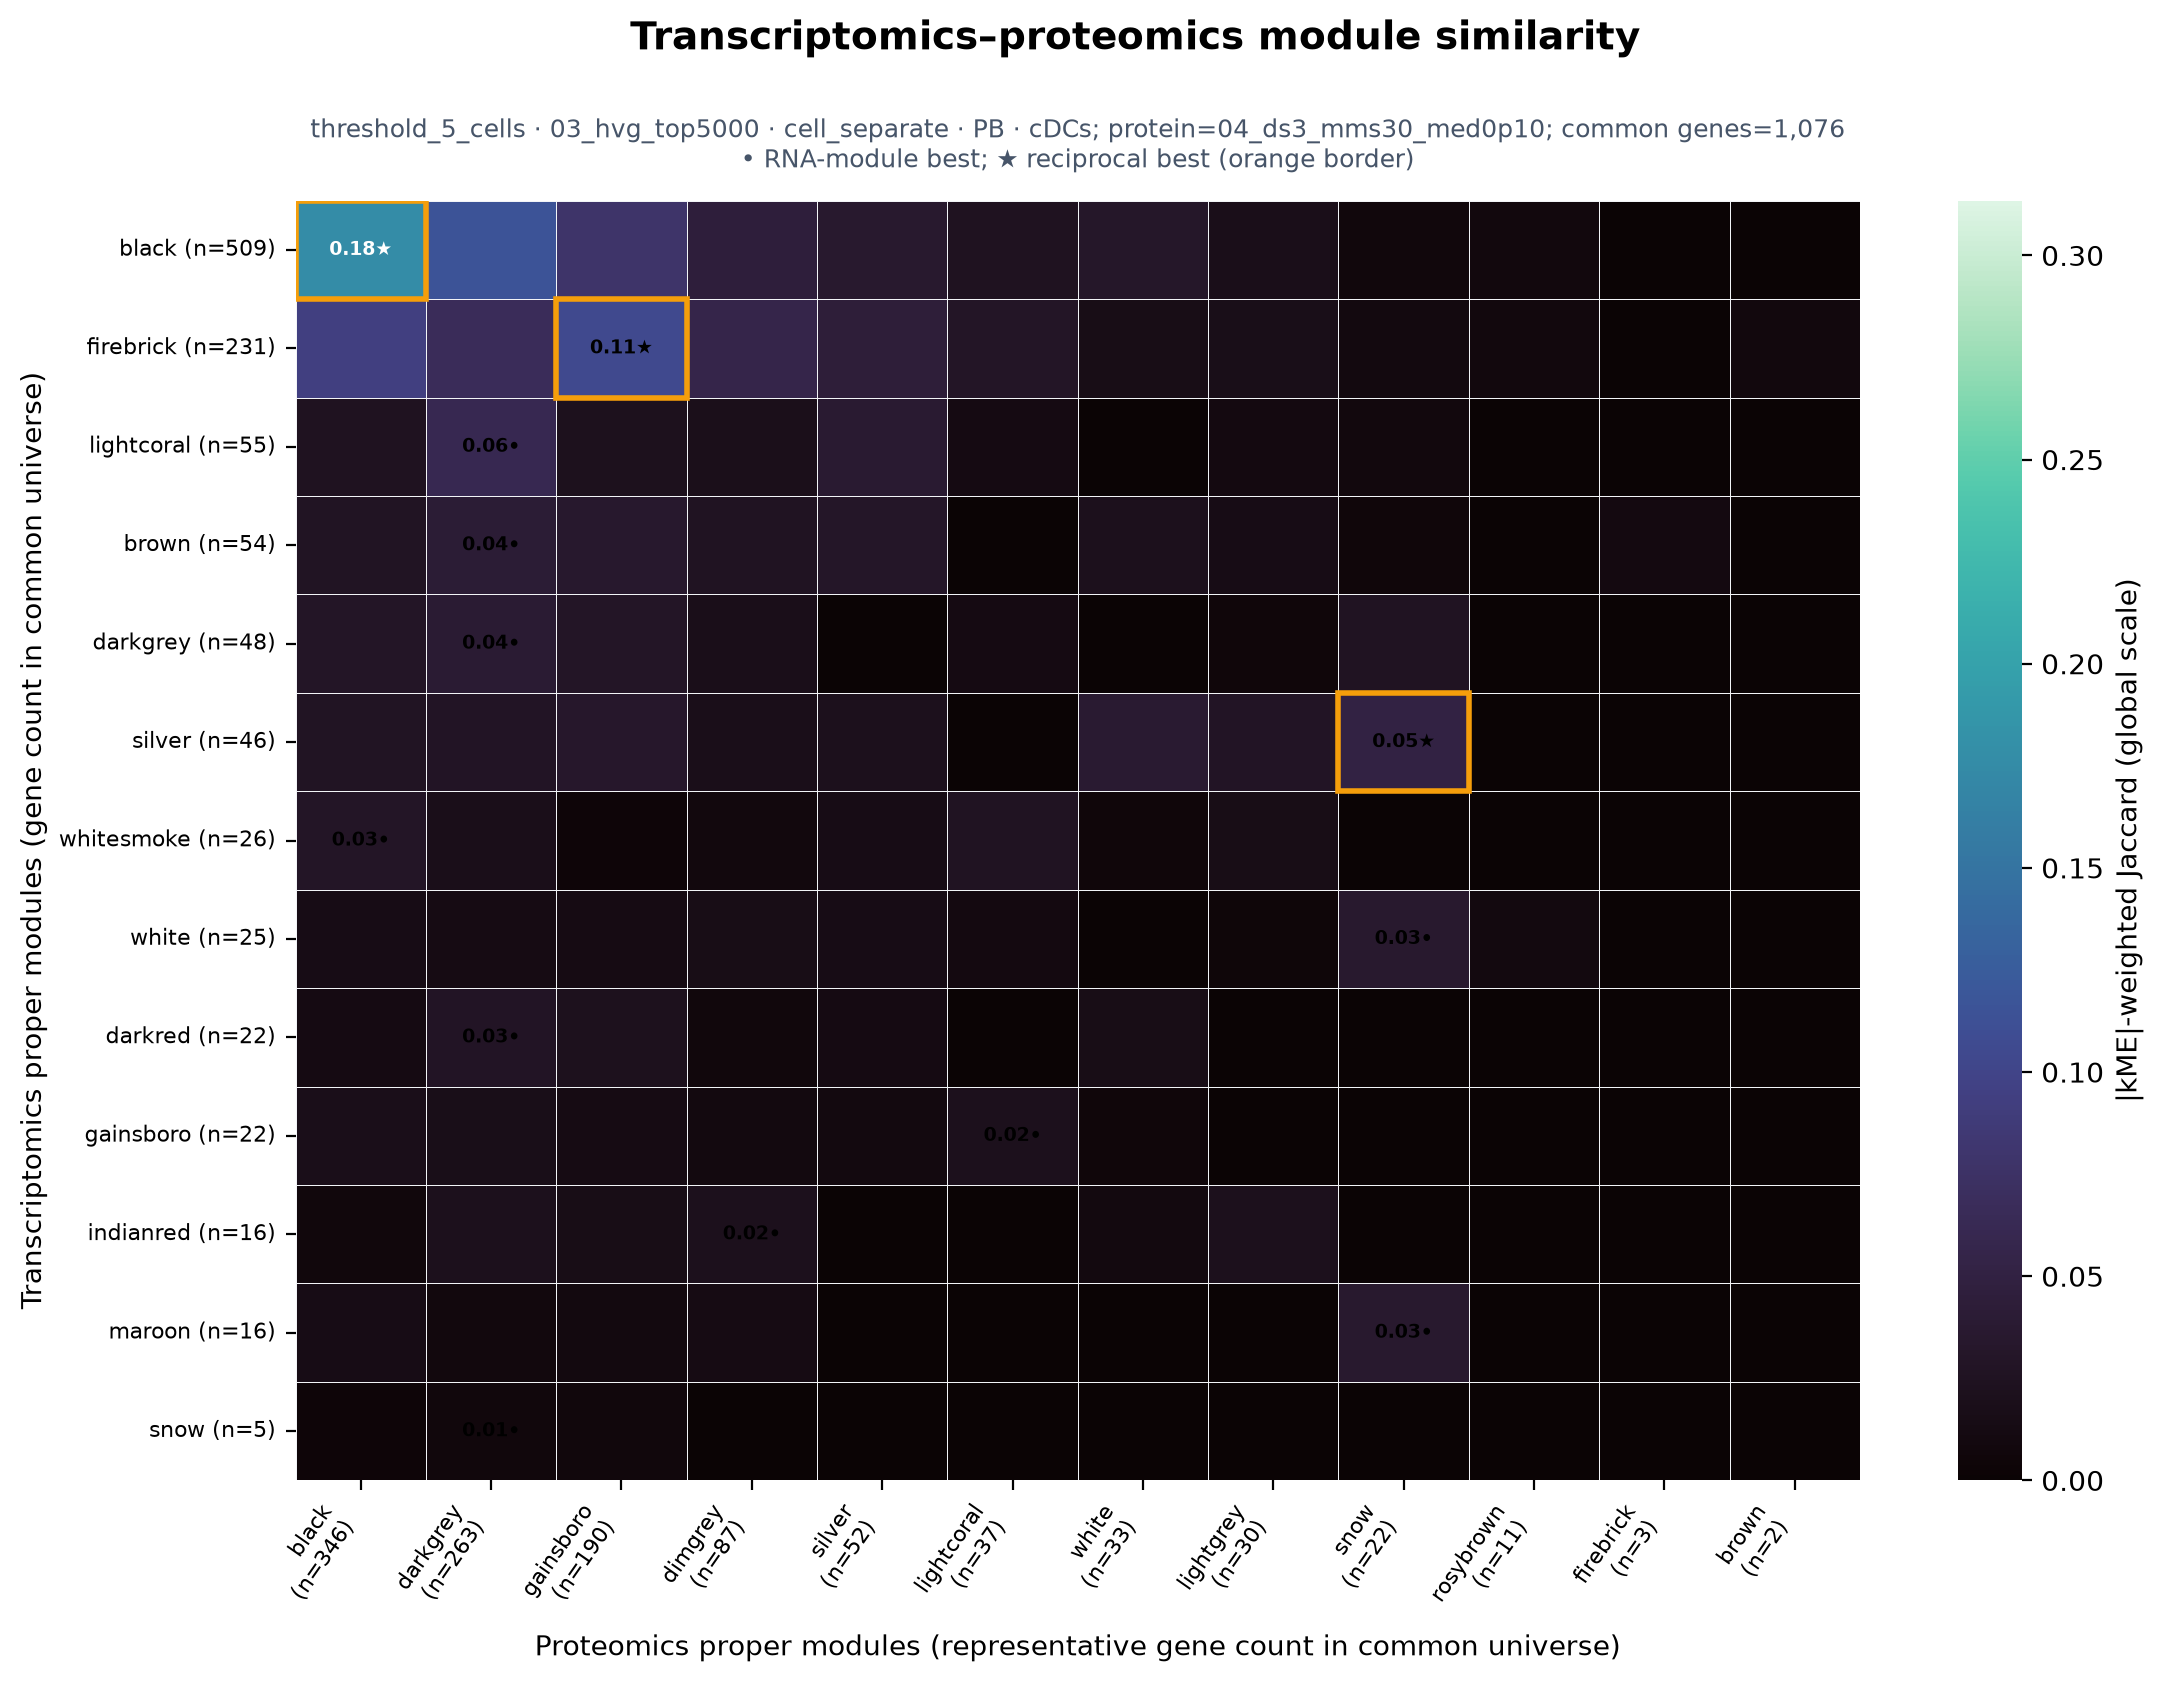 Transcriptomics–proteomics module similarity
threshold_5_cells · 03_hvg_top5000 · cell_separate · PB · cDCs; protein=04_ds3_mms30_med0p10; common genes=1,076
• RNA-module best; ★ reciprocal best (orange border)
Transcriptomics proper modules (gene count in common universe)
black (n=509)
0.18★
firebrick (n=231)
0.11★
lightcoral (n=55)
0.06•
brown (n=54)
0.04•
darkgrey (n=48)
0.04•
silver (n=46)
0.05★
whitesmoke (n=26)
0.03•
white (n=25)
0.03•
darkred (n=22)
0.03•
gainsboro (n=22)
0.02•
indianred (n=16)
0.02•
maroon (n=16)
0.03•
snow (n=5)
0.01•
black
(n=346)
darkgrey
(n=263)
gainsboro
(n=190)
dimgrey
(n=87)
silver
(n=52)
lightcoral
(n=37)
white
(n=33)
lightgrey
(n=30)
snow
(n=22)
rosybrown
(n=11)
firebrick
(n=3)
brown
(n=2)
Proteomics proper modules (representative gene count in common universe)
0.30
0.25
0.20
0.15
0.10
0.05
0.00
|kME|-weighted Jaccard (global scale)